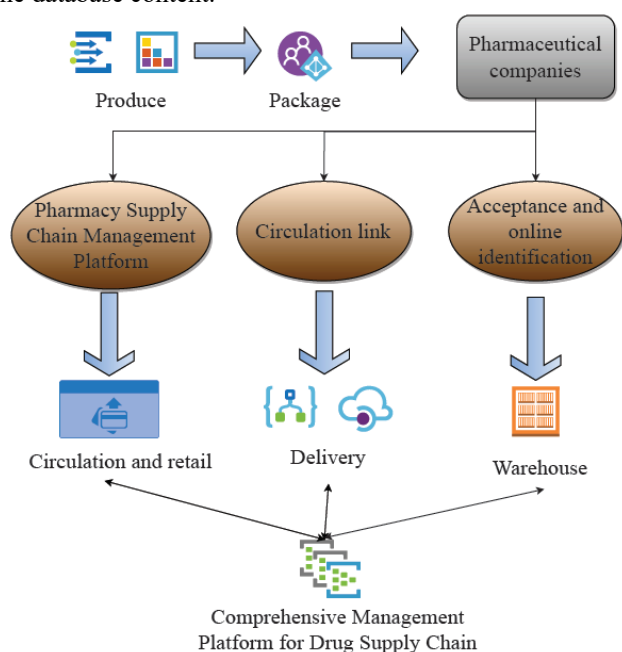 Pharmaceutical
companies
Produce
Package
Pharmacy Supply
Chain Management
Platform
Circulation link
Acceptance and
online
identification
Circulation and retail
Delivery
Warehouse
Comprehensive Management
Platform for Drug Supply Chain